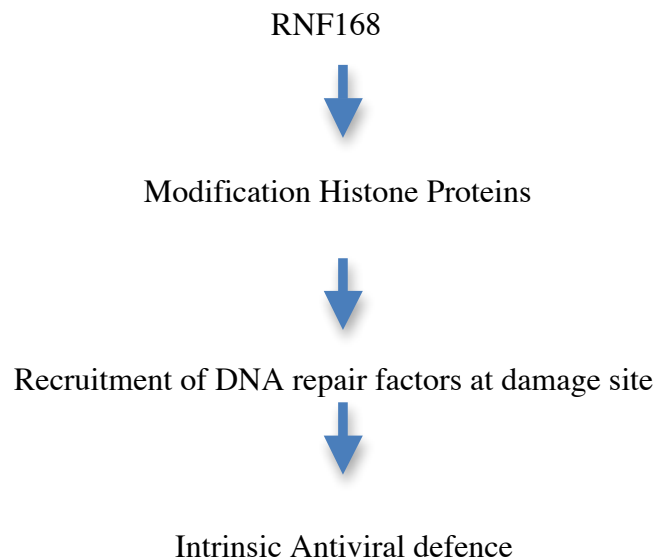 RNF168
Modification Histone Proteins
Recruitment of DNA repair factors at damage site
Intrinsic Antiviral defence